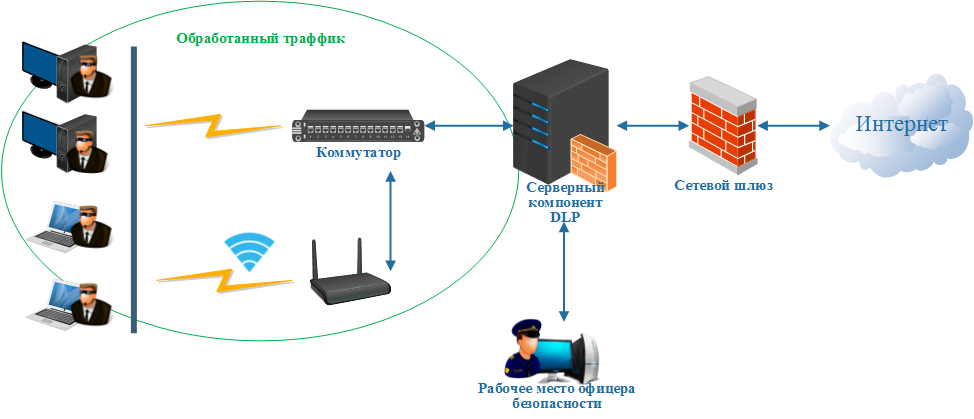 Обработанный траффик
Коммутатор
Серверный
компонент
DLP
Сетевой шлюз
Интернет
Рабочее место офицера
безопасности